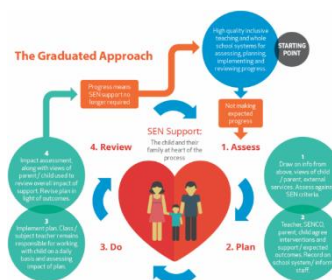 The Graduated Approach
High quality inclusive
teaching and whole
school systems for
assessing, planning,
implementing and
reviewing progress
STARTING
POINT
Progress means
SEN support no
longer required
Not making
expected
progress
SEN Support:
The child and their
family at heart of the
process
4. Review
1. Assess
4
Impact assessment,
along with views of
parent/ child used to
review overall impact of
support. Revise plan in
light of outcomes.
1
Draw on info from
above, views of child
/ parent, external
services. Assess against
SEN criteria.
3
Implement plan. Class /
subject teacher remains
responsible for working
with child on a daily
basis and assessing
impact of plan.
2
Teacher, SENCO,
parent, child agree
interventions and
support / expected
outcomes. Record on
school system / inform
staff.
3. Do
2. Plan